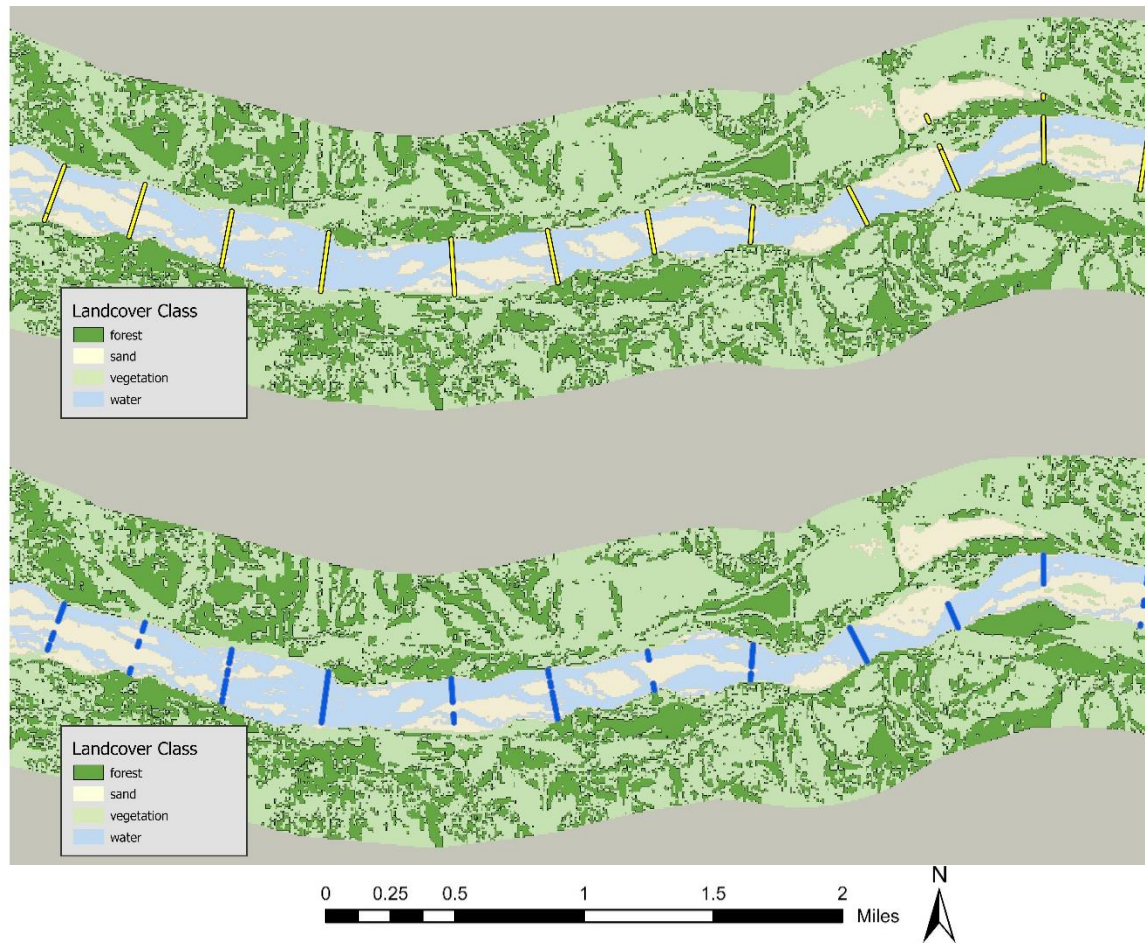 Landcover Class
forest
sand
vegetation
water
Landcover Class
forest
sand
vegetation
water
N
0 0.25 0.5 1 1.5 2
Miles